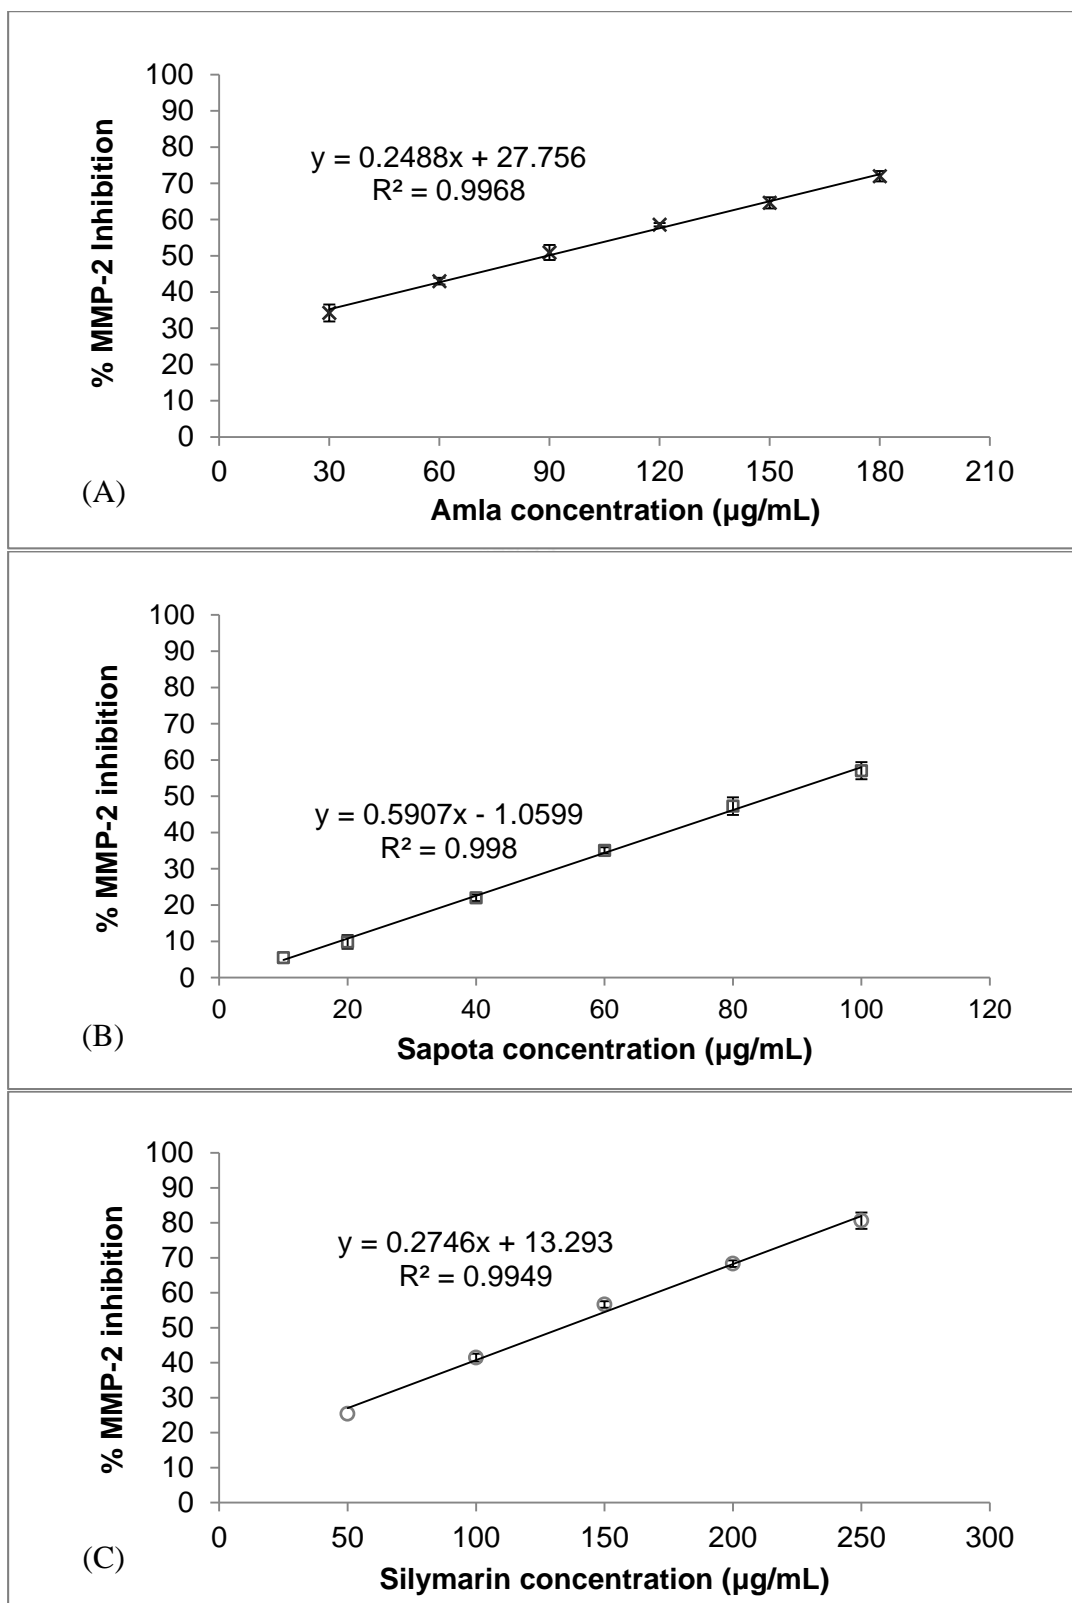 % MMP-2 Inhibition
100
90
80
70
60
50
40
30
20
10
0
y = 0.2488x + 27.756
R² = 0.9968
0 30 60 90 120 150 180 210
Amla concentration (µg/mL)
(A)
% MMP-2 inhibition
100
90
80
70
60
50
40
30
20
10
0
y = 0.5907x - 1.0599
R² = 0.998
0 20 40 60 80 100 120
Sapota concentration (µg/mL)
(B)
% MMP-2 inhibition
100
90
80
70
60
50
40
30
20
10
0
y = 0.2746x + 13.293
R² = 0.9949
0 50 100 150 200 250 300
Silymarin concentration (µg/mL)
(C)